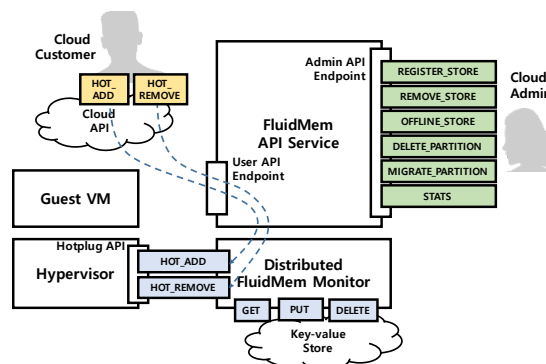 Cloud
Customer
HOT_
ADD
HOT_
REMOVE
Cloud
API
FluidMem
API Service
Admin API
Endpoint
User API
Endpoint
REGISTER_STORE
REMOVE_STORE
OFFLINE_STORE
DELETE_PARTITION
MIGRATE_PARTITION
STATS
Cloud
Admin
Guest VM
Hotplug API
Hypervisor
HOT_ADD
HOT_REMOVE
Distributed
FluidMem Monitor
GET
PUT
DELETE
Key-value
Store